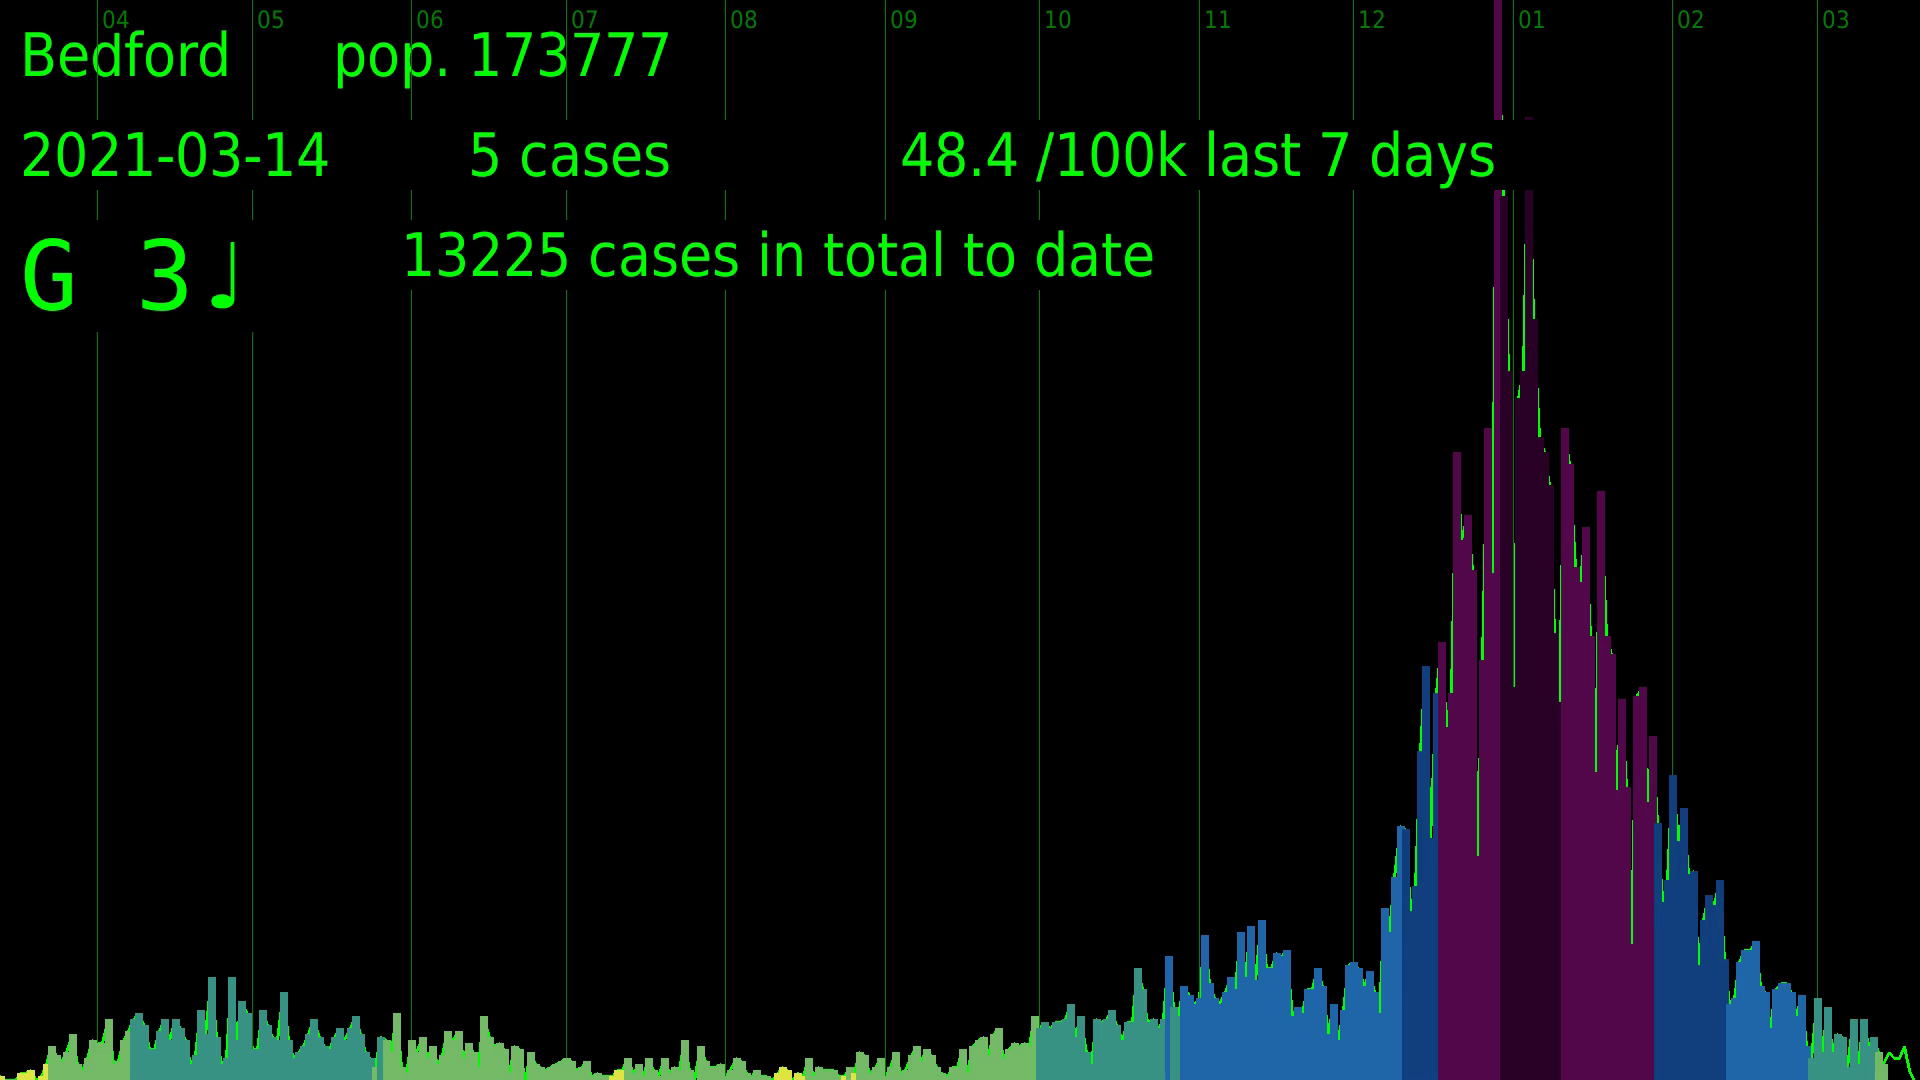 04 05 06 07 08 09 10 11 12 01 02 03
Bedford pop. 173777
2021-03-14 5 cases 48.4 /100k last 7 days
G 3♩ 13225 cases in total to date